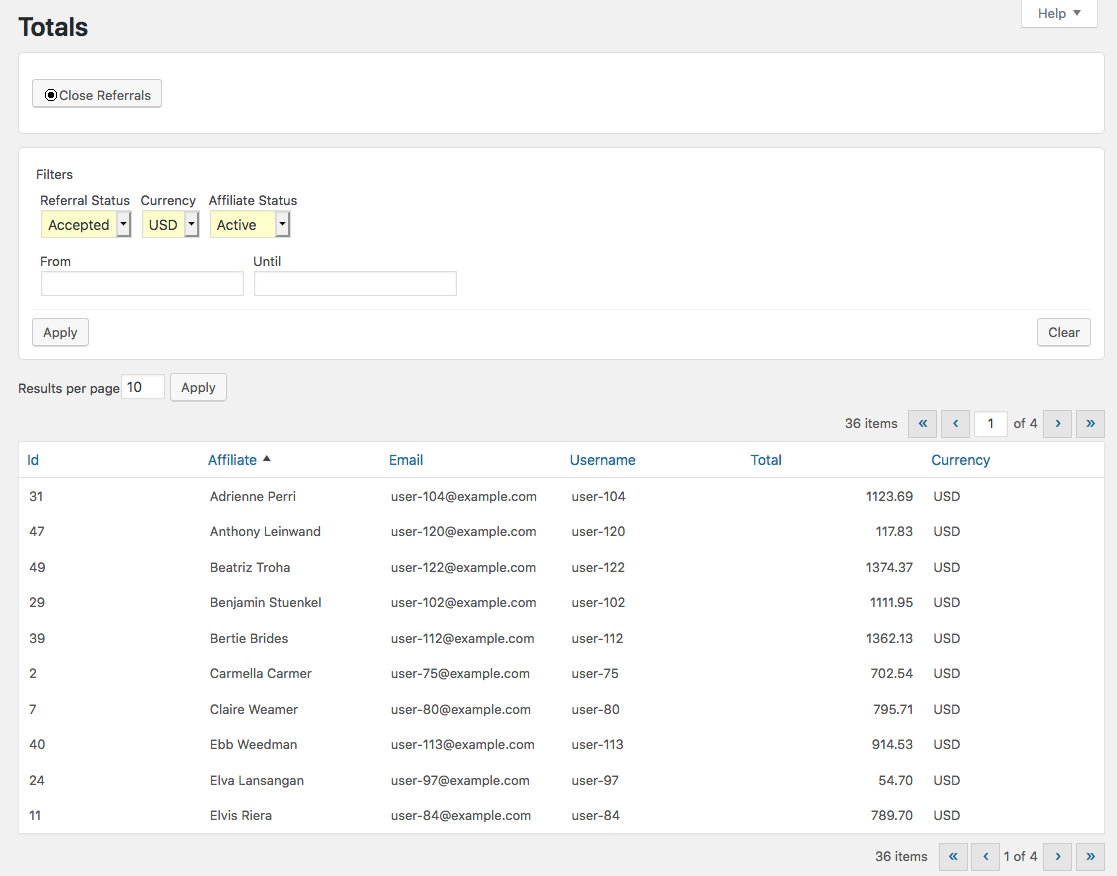 Help
Totals
Close Referrals
Filters
Referral Status Currency Affiliate Status
Accepted USD Active
From Until
Apply Clear
Results per page 10 Apply
36 items « ‹ 1 of 4 › »
Id Affiliate Email Username Total Currency
31 Adrienne Perri user-104@example.com user-104 1123.69 USD
47 Anthony Leinwand user-120@example.com user-120 117.83 USD
49 Beatriz Troha user-122@example.com user-122 1374.37 USD
29 Benjamin Stuenkel user-102@example.com user-102 1111.95 USD
39 Bertie Brides user-112@example.com user-112 1362.13 USD
2 Carmella Carmer user-75@example.com user-75 702.54 USD
7 Claire Weamer user-80@example.com user-80 795.71 USD
40 Ebb Weedman user-113@example.com user-113 914.53 USD
24 Elva Lansangan user-97@example.com user-97 54.70 USD
11 Elvis Riera user-84@example.com user-84 789.70 USD
36 items « ‹ 1 of 4 › »